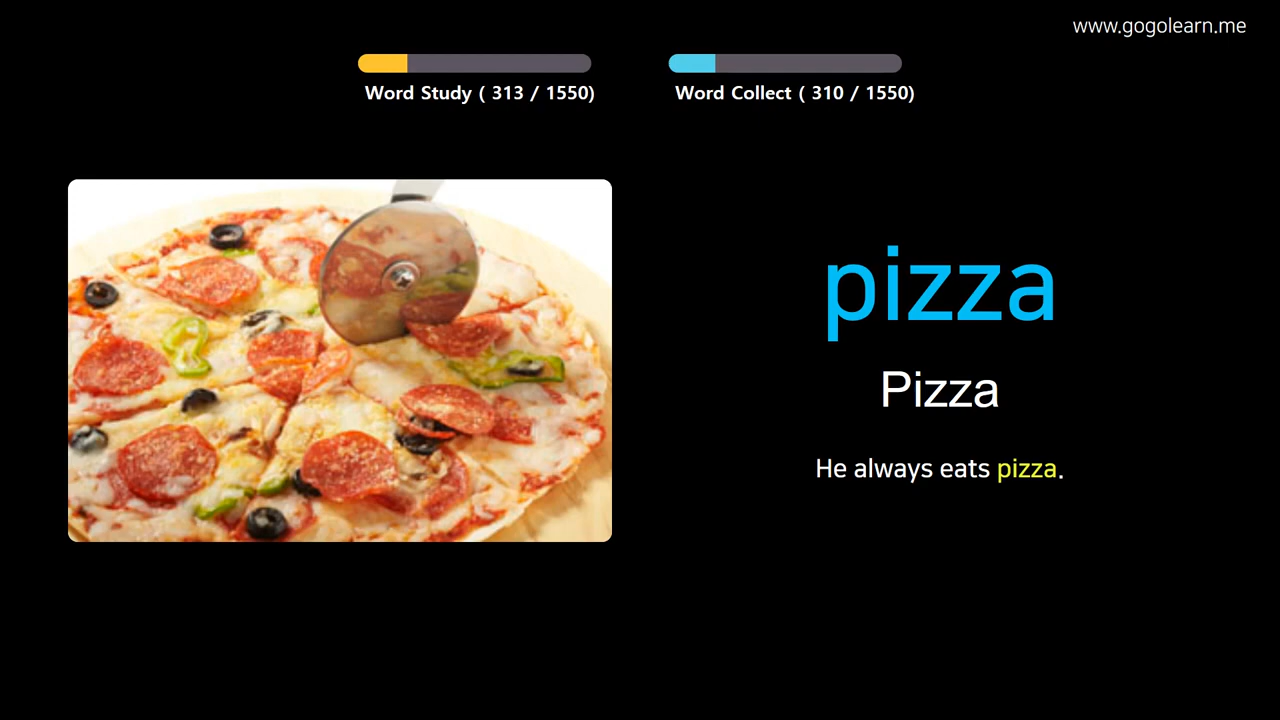 www.gogolearn.me
Word Study ( 313 / 1550)
Word Collect ( 310 / 1550)
pizza
Pizza
He always eats pizza.